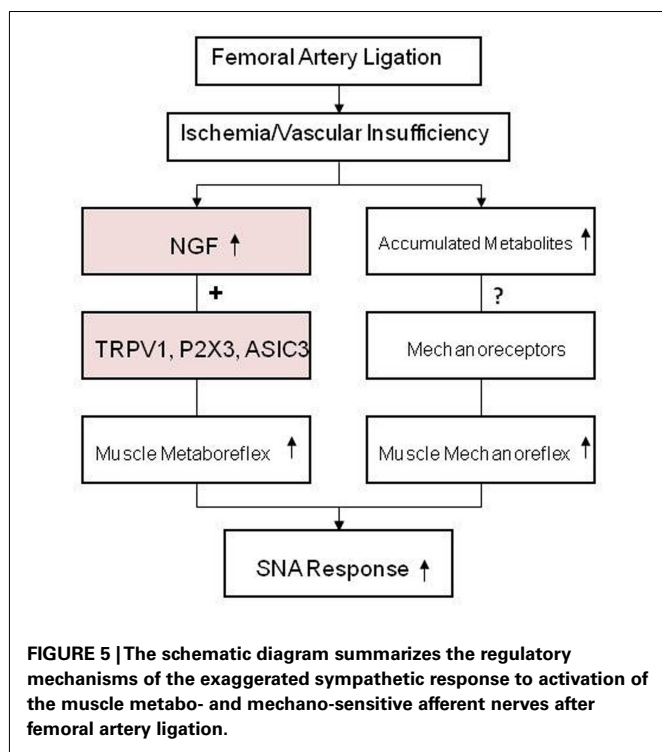 Femoral Artery Ligation
Ischemia/Vascular Insufficiency
NGF ↑
Accumulated Metabolites ↑
+
?
TRPV1, P2X3, ASIC3
Mechanoreceptors
Muscle Metaboreflex ↑
Muscle Mechanoreflex ↑
SNA Response ↑
FIGURE 5 | The schematic diagram summarizes the regulatory
mechanisms of the exaggerated sympathetic response to activation of
the muscle metabo- and mechano-sensitive afferent nerves after
femoral artery ligation.